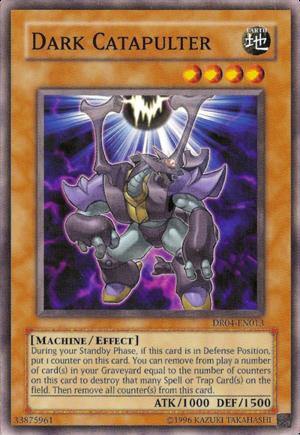 DARK CATAPULTER
EARTH
地
DR04-EN013
[MACHINE / EFFECT]
During your Standby Phase, if this card is in Defense Position,
put 1 counter on this card. You can remove from play a number
of card(s) in your Graveyard equal to the number of counters
on this card to destroy that many Spell or Trap Card(s) on the
field. Then remove all counter(s) from this card.
ATK/1000 DEF/1500
33875961
©1996 KAZUKI TAKAHASHI